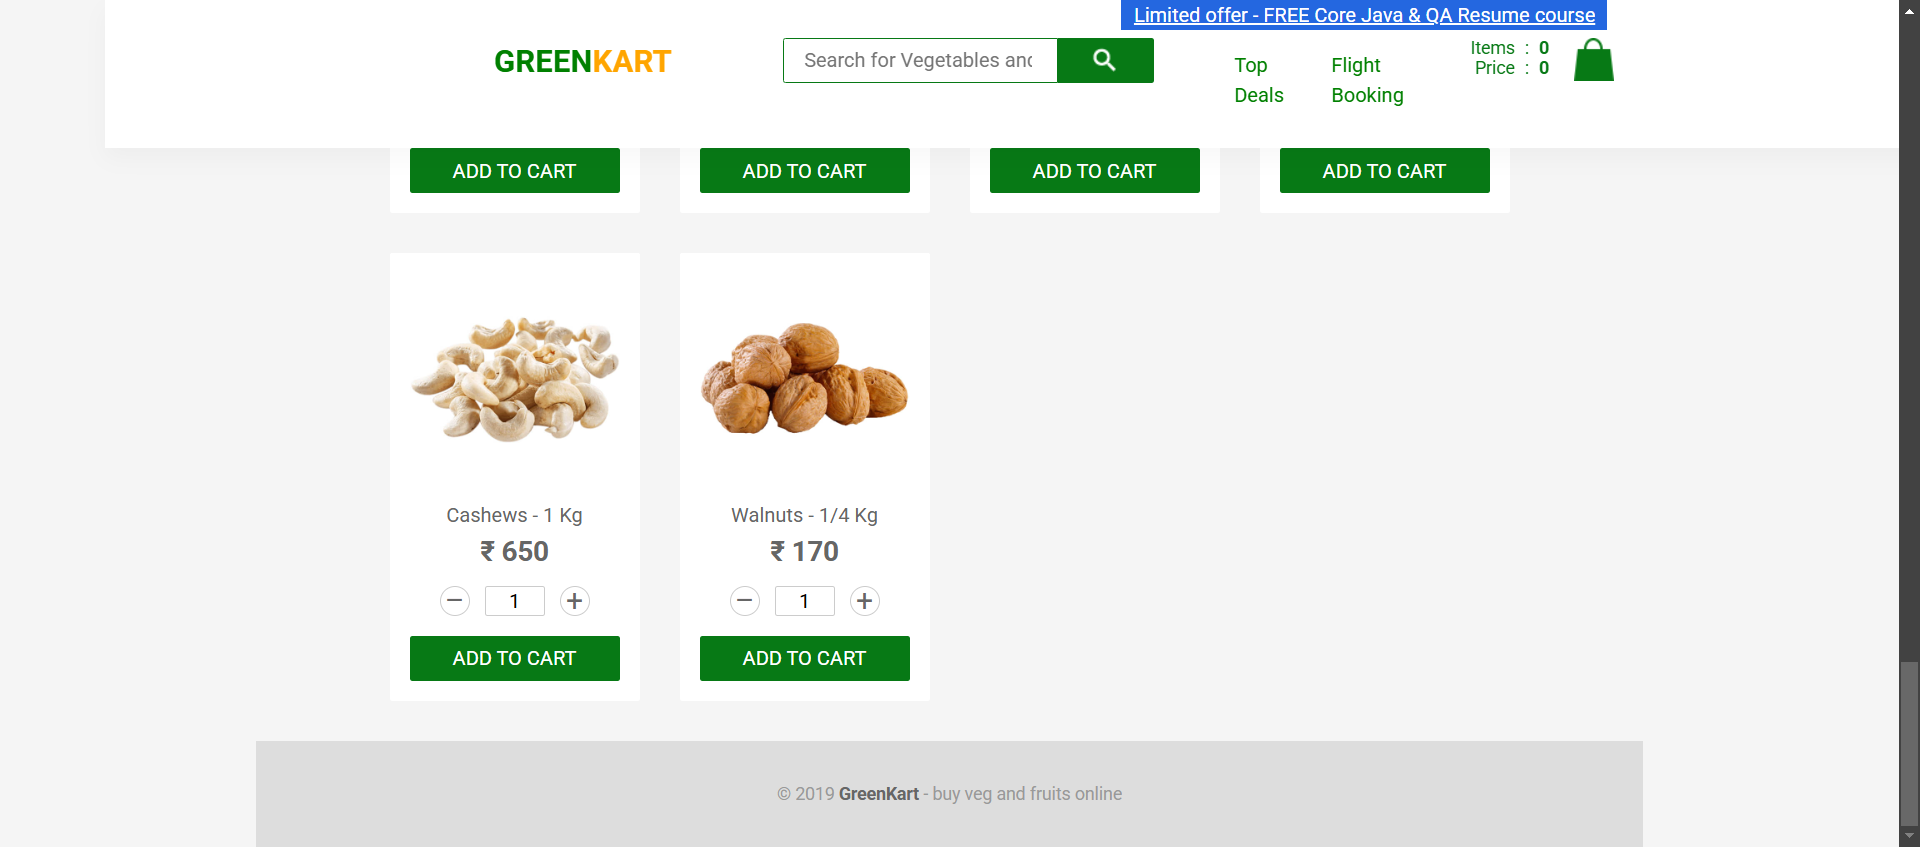 Limited offer - FREE Core Java & QA Resume course
GREENKART
Search for Vegetables and
Top Deals
Flight Booking
Items : 0
Price : 0
ADD TO CART
ADD TO CART
ADD TO CART
ADD TO CART
Cashews - 1 Kg
₹ 650
− 1 +
ADD TO CART
Walnuts - 1/4 Kg
₹ 170
− 1 +
ADD TO CART
© 2019 GreenKart - buy veg and fruits online